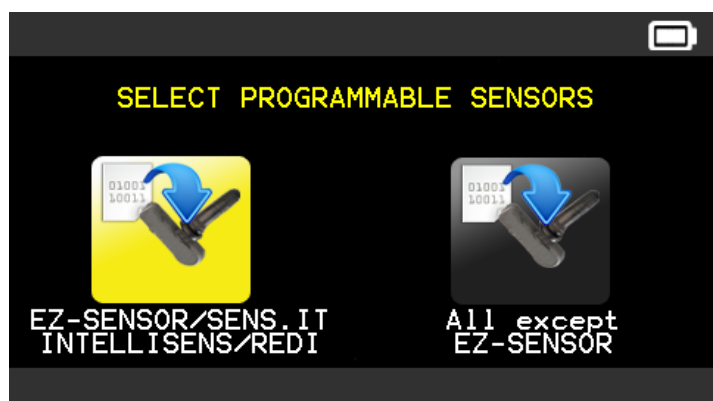 SELECT PROGRAMMABLE SENSORS
01001
10011
01001
10011
EZ-SENSOR/SENS.IT
INTELLISENS/REDI
All except
EZ-SENSOR